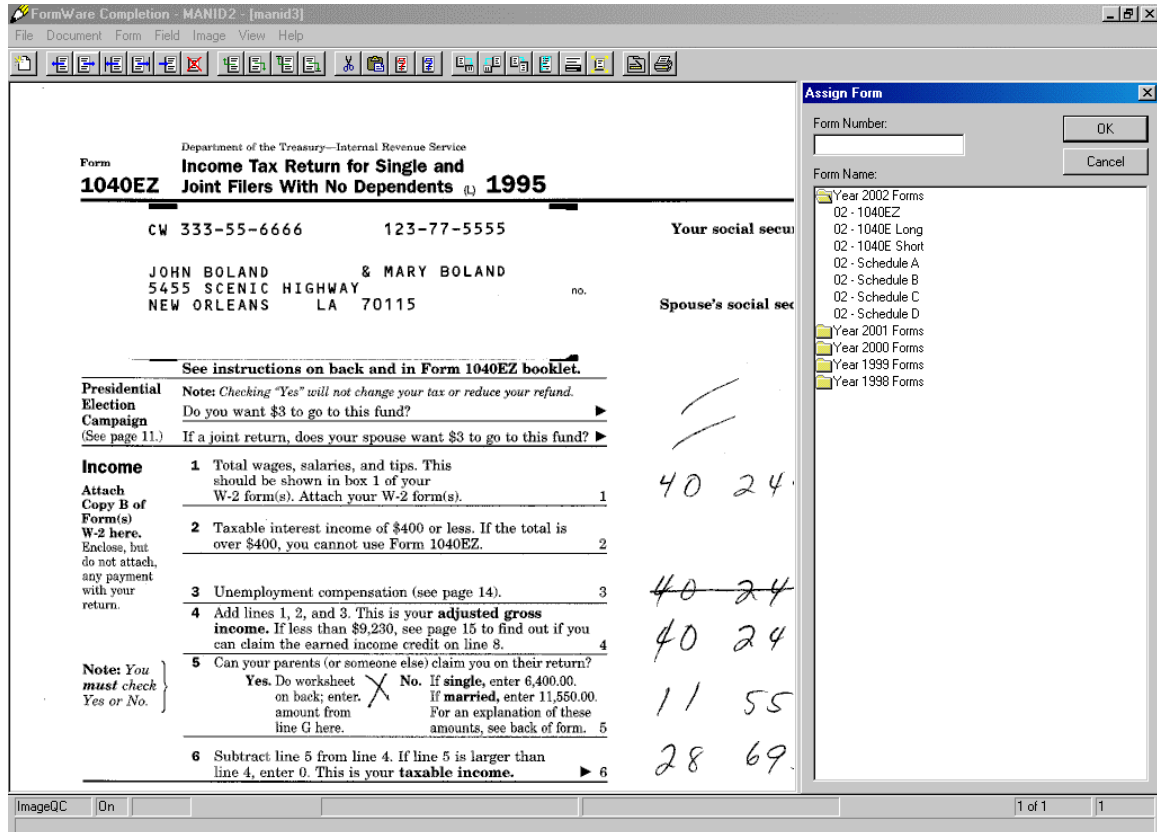 FormWare Completion - MANID2 - [manid3]
File Document Form Field Image View Help
Department of the Treasury—Internal Revenue Service
Form
1040EZ
Income Tax Return for Single and
Joint Filers With No Dependents (L) 1995
CW 333-55-6666 123-77-5555
Your social secu
JOHN BOLAND & MARY BOLAND
5455 SCENIC HIGHWAY
no.
NEW ORLEANS LA 70115
Spouse's social sec
See instructions on back and in Form 1040EZ booklet.
Presidential
Election
Campaign
(See page 11.)
Note: Checking "Yes" will not change your tax or reduce your refund.
Do you want $3 to go to this fund? ▶
If a joint return, does your spouse want $3 to go to this fund? ▶
Income
Attach
Copy B of
Form(s)
W-2 here.
Enclose, but
do not attach,
any payment
with your
return.
1 Total wages, salaries, and tips. This
should be shown in box 1 of your
W-2 form(s). Attach your W-2 form(s). 1
40 24
2 Taxable interest income of $400 or less. If the total is
over $400, you cannot use Form 1040EZ. 2
3 Unemployment compensation (see page 14). 3
40 24
4 Add lines 1, 2, and 3. This is your adjusted gross
income. If less than $9,230, see page 15 to find out if you
can claim the earned income credit on line 8. 4
40 24
Note: You
must check
Yes or No.
5 Can your parents (or someone else) claim you on their return?
Yes. Do worksheet
on back; enter
amount from
line G here.
X
No. If single, enter 6,400.00.
If married, enter 11,550.00.
For an explanation of these
amounts, see back of form. 5
11 55
6 Subtract line 5 from line 4. If line 5 is larger than
line 4, enter 0. This is your taxable income. ▶ 6
28 69
Assign Form
Form Number:
OK
Cancel
Form Name:
Year 2002 Forms
02 - 1040EZ
02 - 1040E Long
02 - 1040E Short
02 - Schedule A
02 - Schedule B
02 - Schedule C
02 - Schedule D
Year 2001 Forms
Year 2000 Forms
Year 1999 Forms
Year 1998 Forms
ImageQC On 1 of 1 1